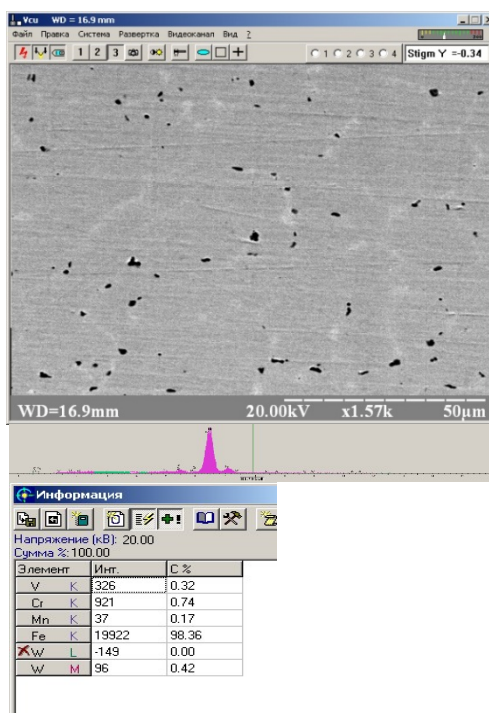 Vcu WD = 16.9 mm
Файл Правка Система Развертка Видеоканал Вид ?
1 2 3 1 2 3 4 Stigm Y =-0.34
WD=16.9mm 20.00kV x1.57k 50µm
Информация
Напряжение (кВ): 20.00
Сумма %: 100.00
Элемент Инт. C %
V K 326 0.32
Cr K 921 0.74
Mn K 37 0.17
Fe K 19922 98.36
W L -149 0.00
W M 96 0.42